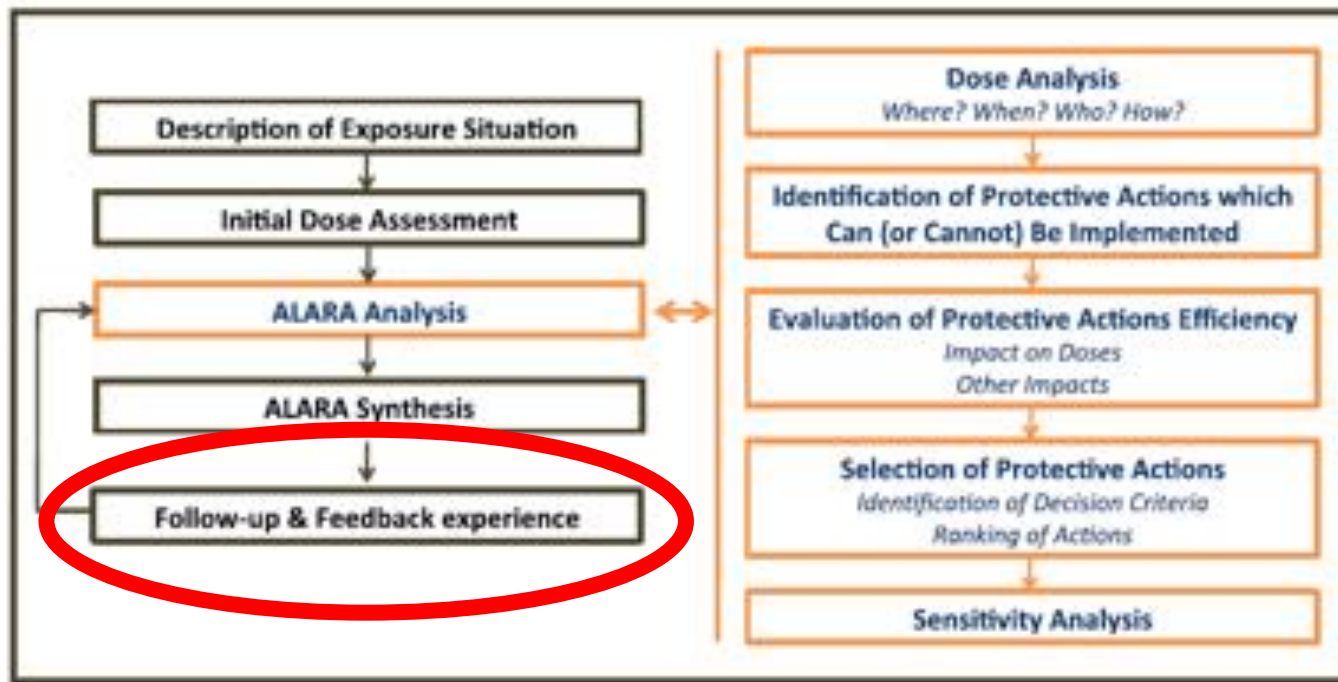 Description of Exposure Situation
Initial Dose Assessment
ALARA Analysis
ALARA Synthesis
Follow-up & Feedback experience
Dose Analysis
Where? When? Who? How?
Identification of Protective Actions which
Can (or Cannot) Be Implemented
Evaluation of Protective Actions Efficiency
Impact on Doses
Other Impacts
Selection of Protective Actions
Identification of Decision Criteria
Ranking of Actions
Sensitivity Analysis